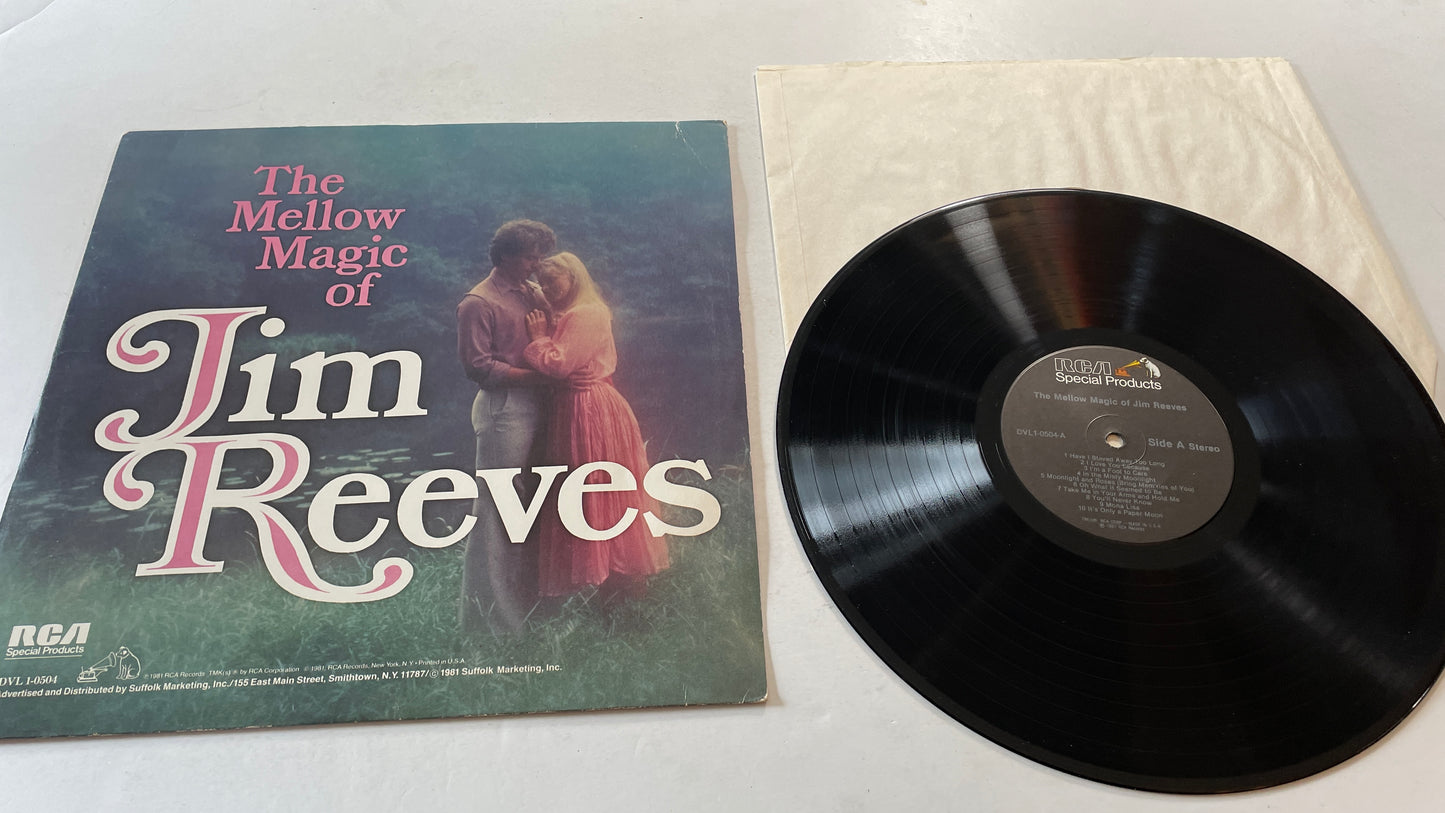 The
Mellow
Magic
of
Jim
Reeves
RCA
Special Products
DVL 1-0504
℗ 1981 RCA Records TMK(s) ® by RCA Corporation © 1981, RCA Records, New York, N.Y. • Printed in U.S.A.
Advertised and Distributed by Suffolk Marketing, Inc./155 East Main Street, Smithtown, N.Y. 11787/ © 1981 Suffolk Marketing, Inc.
RCA
Special Products
The Mellow Magic of Jim Reeves
DVL1-0504-A
Side A Stereo
1 Have I Stayed Away Too Long
2 I Love You Because
3 I'm a Fool to Care
4 In the Misty Moonlight
5 Moonlight and Roses (Bring Mem'ries of You)
6 Oh What It Seemed to Be
7 Take Me in Your Arms and Hold Me
8 You'll Never Know
9 Mona Lisa
10 It's Only a Paper Moon